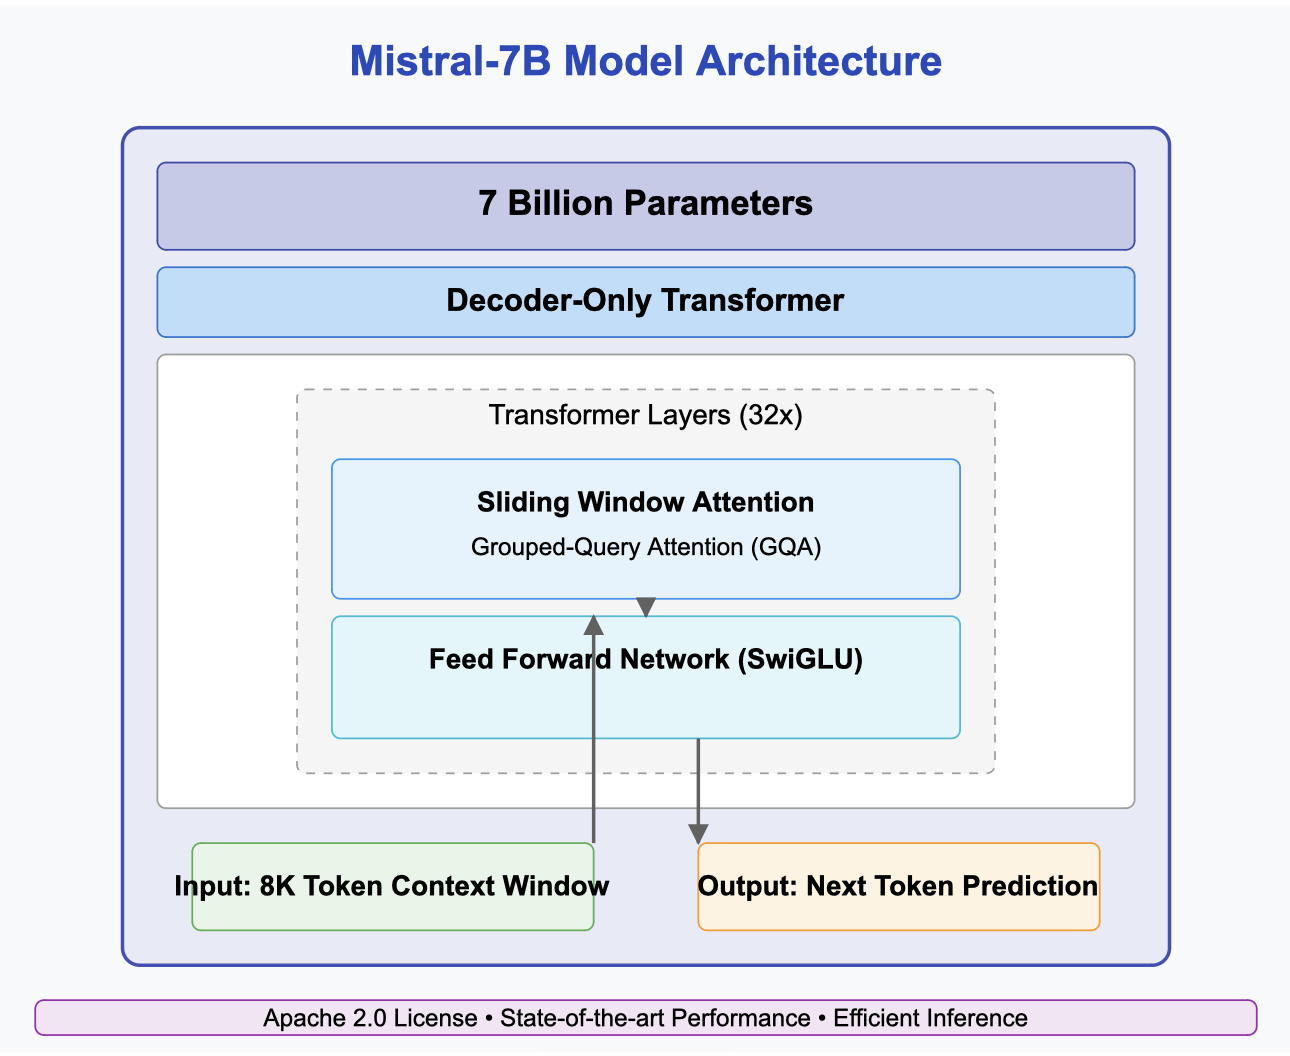 Mistral-7B Model Architecture
7 Billion Parameters
Decoder-Only Transformer
Transformer Layers (32x)
Sliding Window Attention
Grouped-Query Attention (GQA)
Feed Forward Network (SwiGLU)
Input: 8K Token Context Window
Output: Next Token Prediction
Apache 2.0 License • State-of-the-art Performance • Efficient Inference